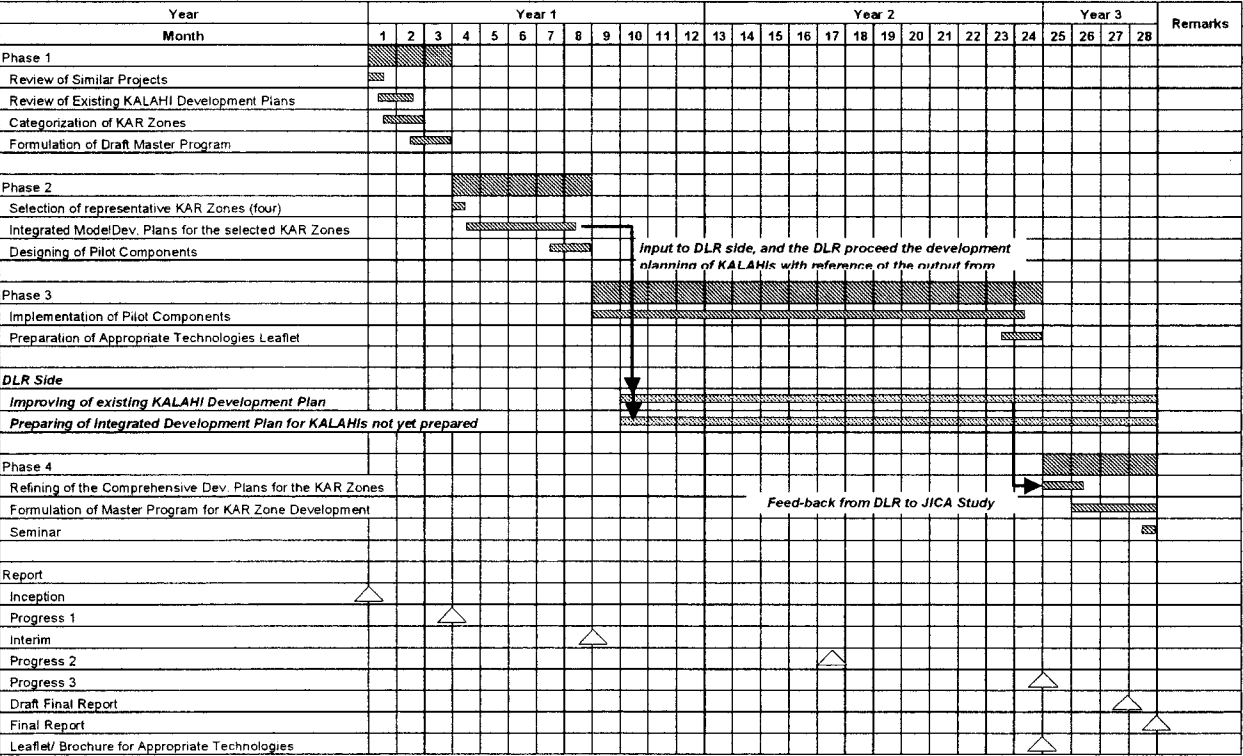 Year Year 1 Year 2 Year 3 Remarks
Month 1 2 3 4 5 6 7 8 9 10 11 12 13 14 15 16 17 18 19 20 21 22 23 24 25 26 27 28
Phase 1
Review of Similar Projects
Review of Existing KALAHI Development Plans
Categorization of KAR Zones
Formulation of Draft Master Program
Phase 2
Selection of representative KAR Zones (four)
Integrated ModelDev. Plans for the selected KAR Zones
Designing of Pilot Components
Input to DLR side, and the DLR proceed the development
planning of KALAHIs with reference of the output from
Phase 3
Implementation of Pilot Components
Preparation of Appropriate Technologies Leaflet
DLR Side
Improving of existing KALAHI Development Plan
Preparing of Integrated Development Plan for KALAHIs not yet prepared
Phase 4
Refining of the Comprehensive Dev. Plans for the KAR Zones
Formulation of Master Program for KAR Zone Development
Feed-back from DLR to JICA Study
Seminar
Report
Inception
Progress 1
Interim
Progress 2
Progress 3
Draft Final Report
Final Report
Leaflet/ Brochure for Appropriate Technologies